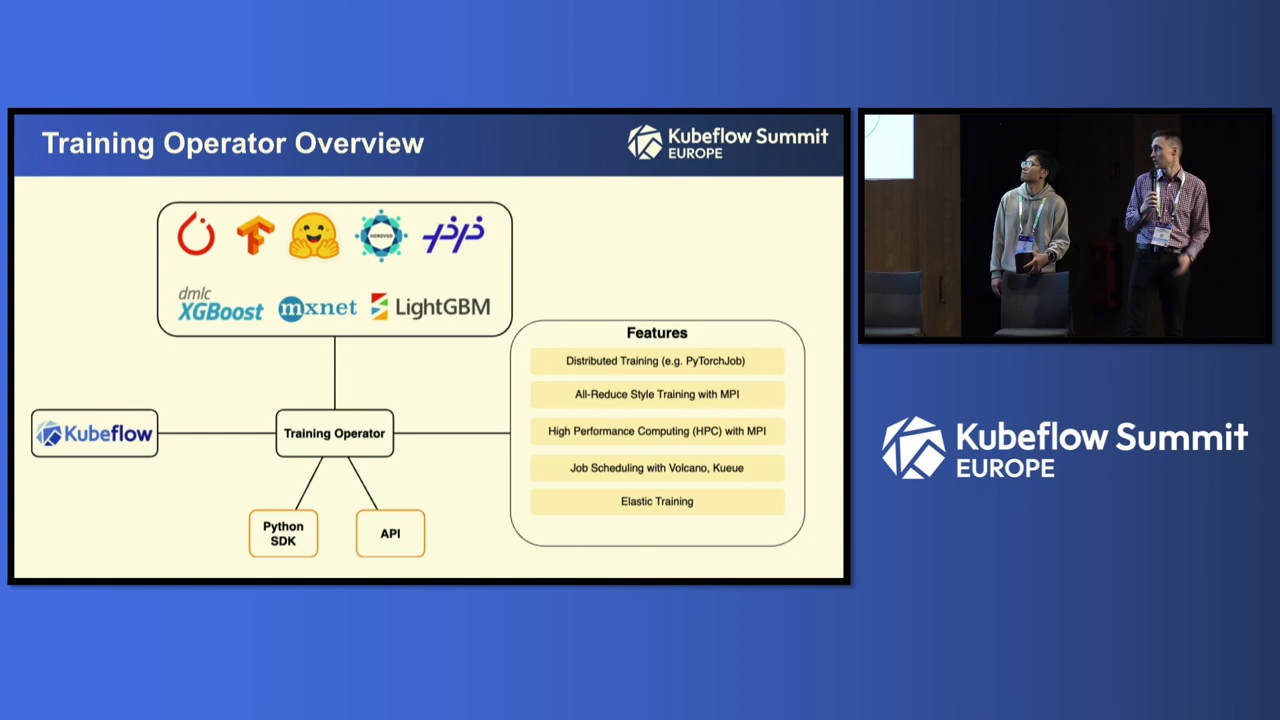 Training Operator Overview
Kubeflow Summit
EUROPE
HOROVOD
dmlc
XGBoost
mxnet
LightGBM
Features
Distributed Training (e.g. PyTorchJob)
All-Reduce Style Training with MPI
High Performance Computing (HPC) with MPI
Job Scheduling with Volcano, Kueue
Elastic Training
Kubeflow
Training Operator
Python
SDK
API
Kubeflow Summit
EUROPE